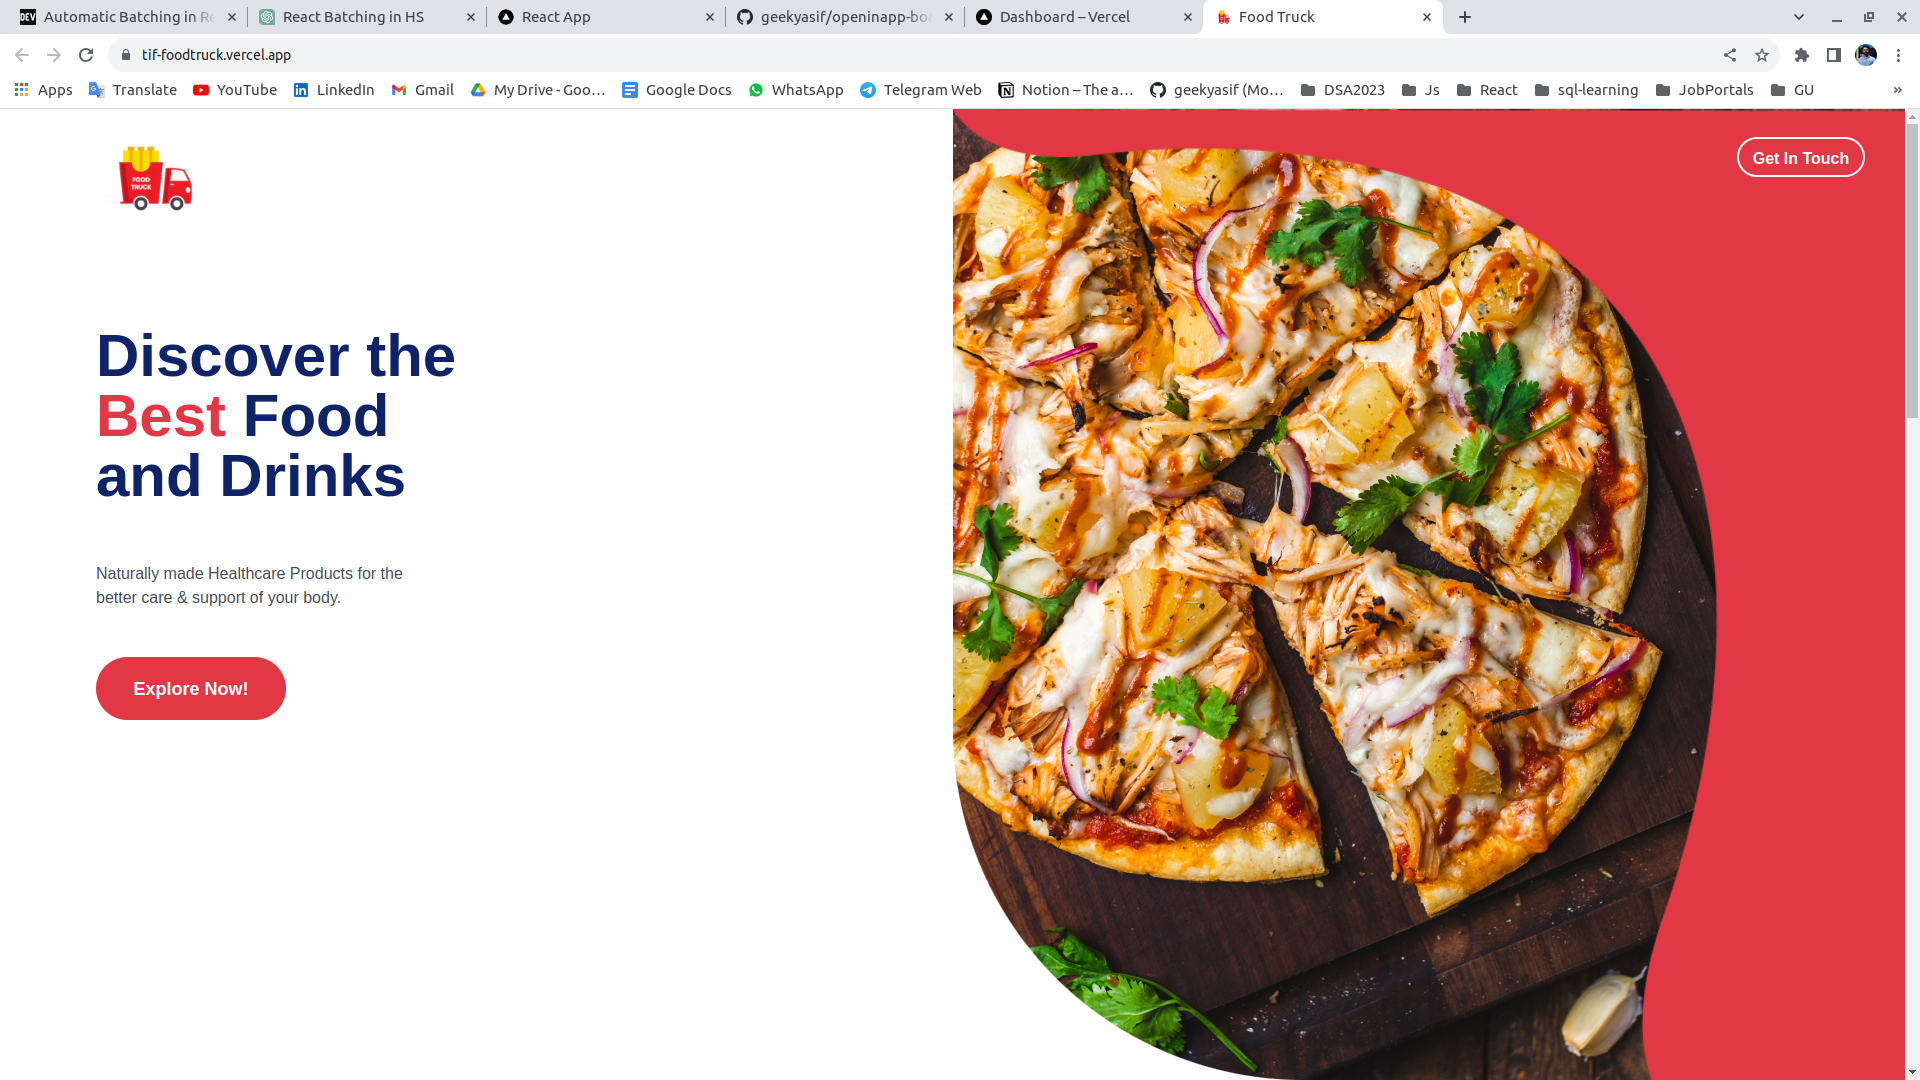 Automatic Batching in Re
React Batching in HS
React App
geekyasif/openinapp-boa
Dashboard – Vercel
Food Truck
tif-foodtruck.vercel.app
Apps
Translate
YouTube
LinkedIn
Gmail
My Drive - Goo…
Google Docs
WhatsApp
Telegram Web
Notion – The a…
geekyasif (Mo…
DSA2023
Js
React
sql-learning
JobPortals
GU
»
FOOD
TRUCK
Get In Touch
Discover the
Best Food
and Drinks
Naturally made Healthcare Products for the
better care & support of your body.
Explore Now!